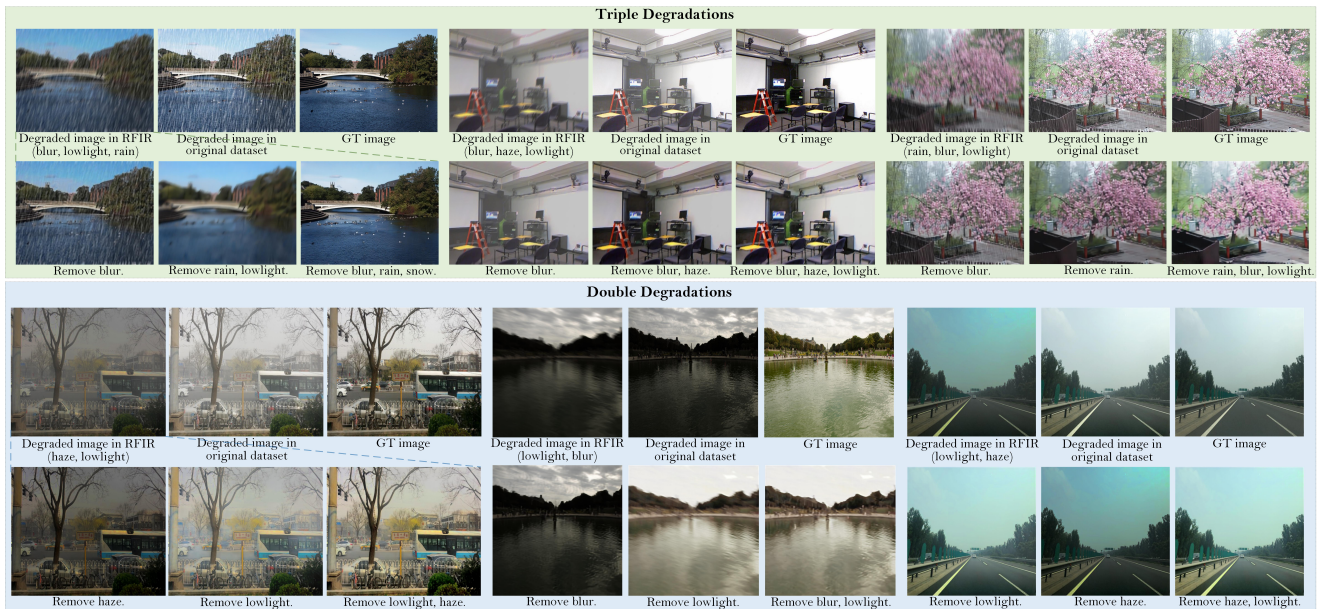 Triple Degradations
Degraded image in RFIR
(blur, lowlight, rain)
Degraded image in
original dataset
GT image
Degraded image in RFIR
(blur, haze, lowlight)
Degraded image in
original dataset
GT image
Degraded image in RFIR
(rain, blur, lowlight)
Degraded image in
original dataset
GT image
Remove blur.
Remove rain, lowlight.
Remove blur, rain, snow.
Remove blur.
Remove blur, haze.
Remove blur, haze, lowlight.
Remove blur.
Remove rain.
Remove rain, blur, lowlight.
Double Degradations
Degraded image in RFIR
(haze, lowlight)
Degraded image in
original dataset
GT image
Degraded image in RFIR
(lowlight, blur)
Degraded image in
original dataset
GT image
Degraded image in RFIR
(lowlight, haze)
Degraded image in
original dataset
GT image
Remove haze.
Remove lowlight.
Remove lowlight, haze.
Remove blur.
Remove lowlight.
Remove blur, lowlight.
Remove lowlight.
Remove haze.
Remove haze, lowlight.